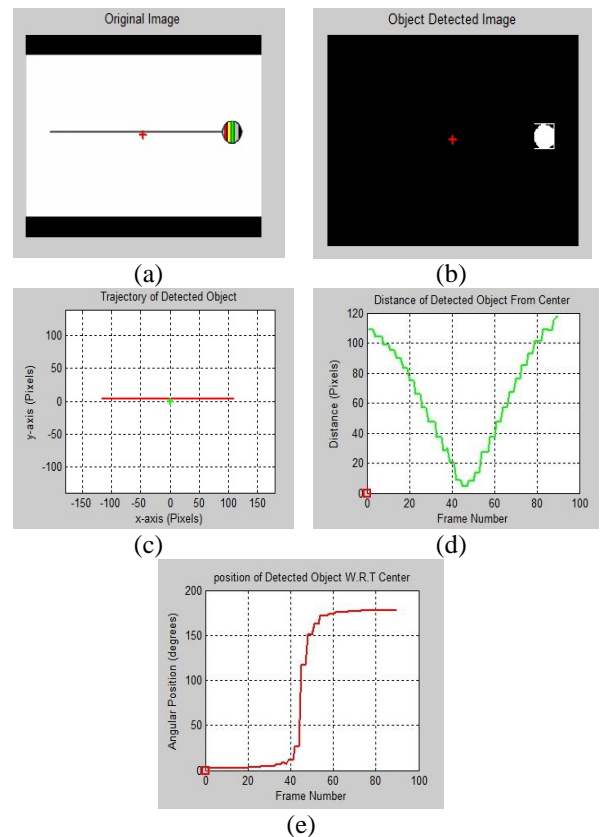 Original Image
Object Detected Image
(a)
(b)
Trajectory of Detected Object
y-axis (Pixels)
100
50
0
-50
-100
-150 -100 -50 0 50 100 150
x-axis (Pixels)
(c)
Distance of Detected Object From Center
Distance (Pixels)
120
100
80
60
40
20
0
0 20 40 60 80 100
Frame Number
(d)
position of Detected Object W.R.T Center
Angular Position (degrees)
200
150
100
50
0
0 20 40 60 80 100
Frame Number
(e)